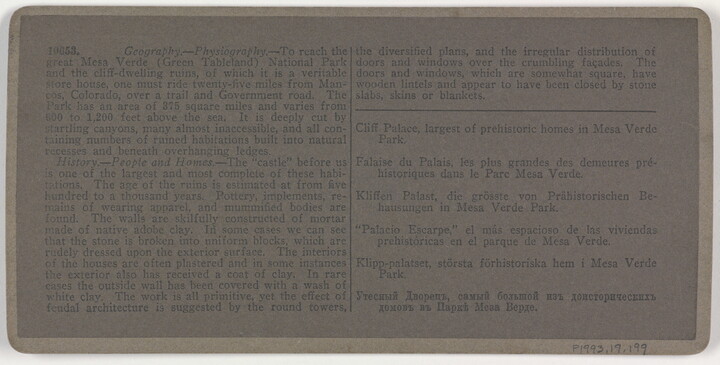 10853. Geography.—Physiography.—To reach the
great Mesa Verde (Green Tableland) National Park
and the cliff-dwelling ruins, of which it is a veritable
store house, one must ride twenty-five miles from Man-
cos, Colorado, over a trail and Government road. The
Park has an area of 375 square miles and varies from
600 to 1,200 feet above the sea. It is deeply cut by
startling canyons, many almost inaccessible, and all con-
taining numbers of ruined habitations built into natural
recesses and beneath overhanging ledges.
History.—People and Homes.—The "castle" before us
is one of the largest and most complete of these habi-
tations. The age of the ruins is estimated at from five
hundred to a thousand years. Pottery, implements, re-
mains of wearing apparel, and mummified bodies are
found. The walls are skilfully constructed of mortar
made of native adobe clay. In some cases we can see
that the stone is broken into uniform blocks, which are
rudely dressed upon the exterior surface. The interiors
of the houses are often plastered and in some instances
the exterior also has received a coat of clay. In rare
cases the outside wall has been covered with a wash of
white clay. The work is all primitive, yet the effect of
feudal architecture is suggested by the round towers,
the diversified plans, and the irregular distribution of
doors and windows over the crumbling façades. The
doors and windows, which are somewhat square, have
wooden lintels and appear to have been closed by stone
slabs, skins or blankets.
Cliff Palace, largest of prehistoric homes in Mesa Verde
Park.
Falaise du Palais, les plus grandes des demeures pré-
historiques dans le Parc Mesa Verde.
Kliffen Palast, die grösste von Prähistorischen Be-
hausungen in Mesa Verde Park.
"Palacio Escarpe," el más espacioso de las viviendas
prehistóricas en el parque de Mesa Verde.
Klipp-palatset, största förhistoriska hem i Mesa Verde
Park.
Утесный Дворецъ, самый большой изъ доисторическихъ
домовъ въ Паркѣ Меза Верде.
P1993.19.199